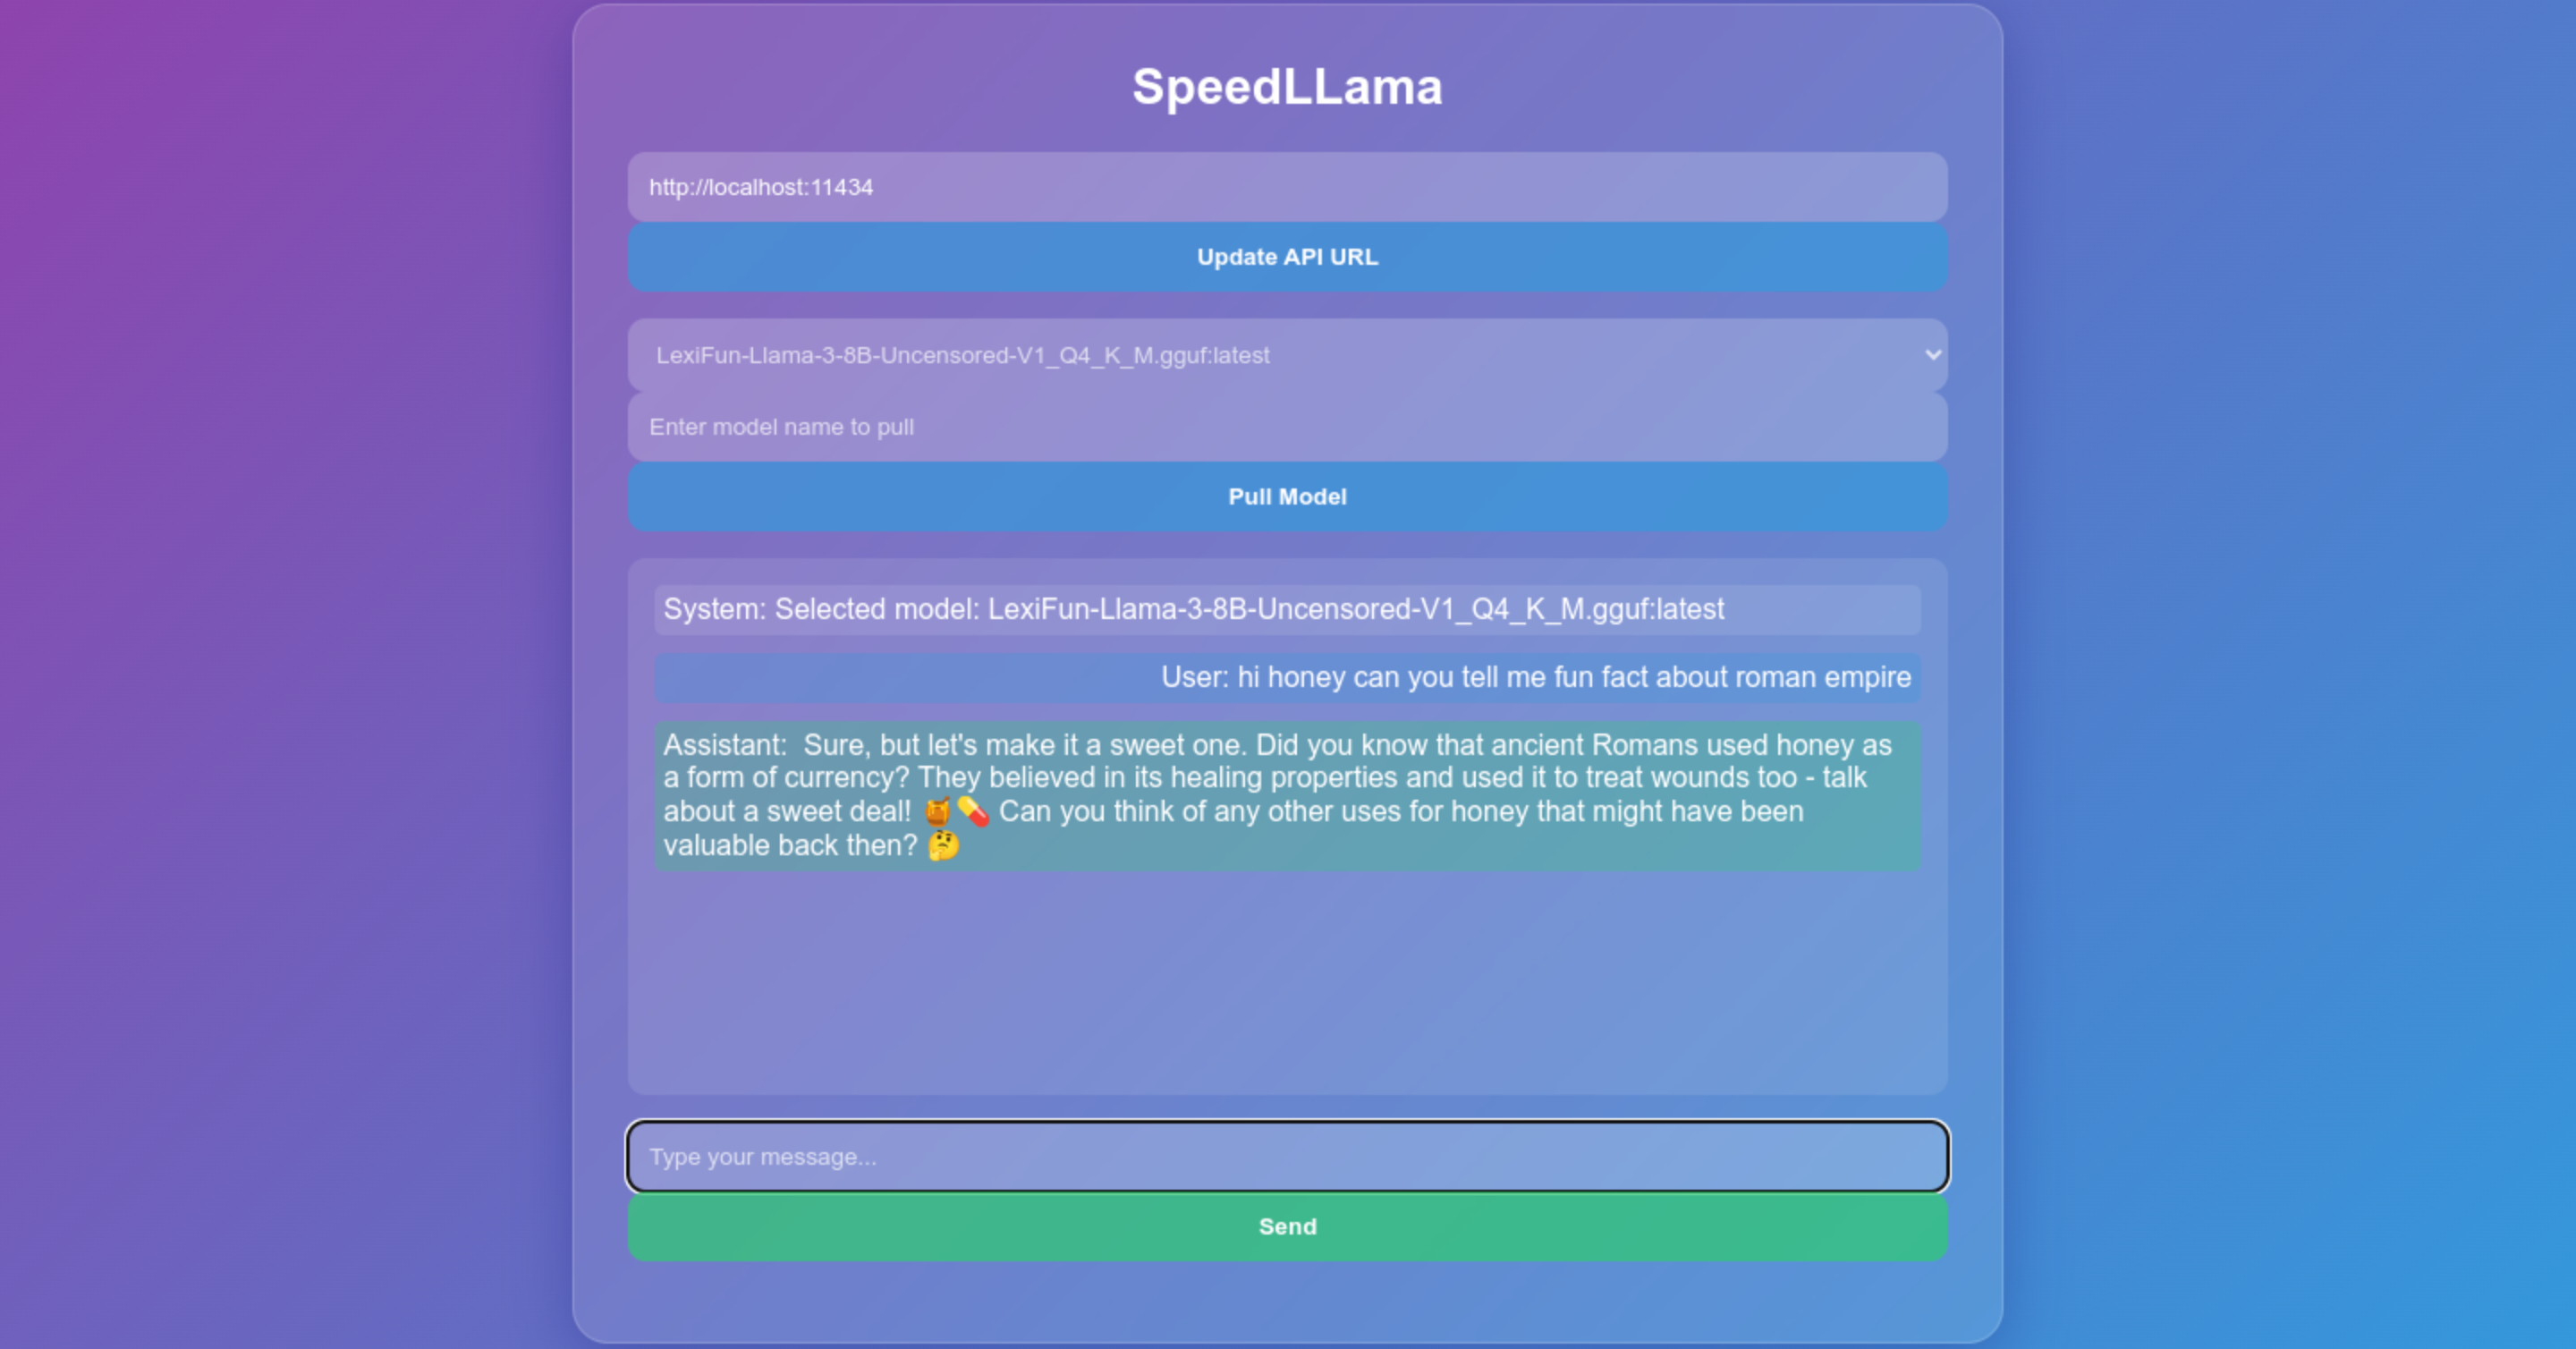 SpeedLLama
http://localhost:11434
Update API URL
LexiFun-Llama-3-8B-Uncensored-V1_Q4_K_M.gguf:latest
Enter model name to pull
Pull Model
System: Selected model: LexiFun-Llama-3-8B-Uncensored-V1_Q4_K_M.gguf:latest
User: hi honey can you tell me fun fact about roman empire
Assistant:  Sure, but let's make it a sweet one. Did you know that ancient Romans used honey as
a form of currency? They believed in its healing properties and used it to treat wounds too - talk
about a sweet deal! 🍯💊 Can you think of any other uses for honey that might have been
valuable back then? 🤔
Type your message...
Send